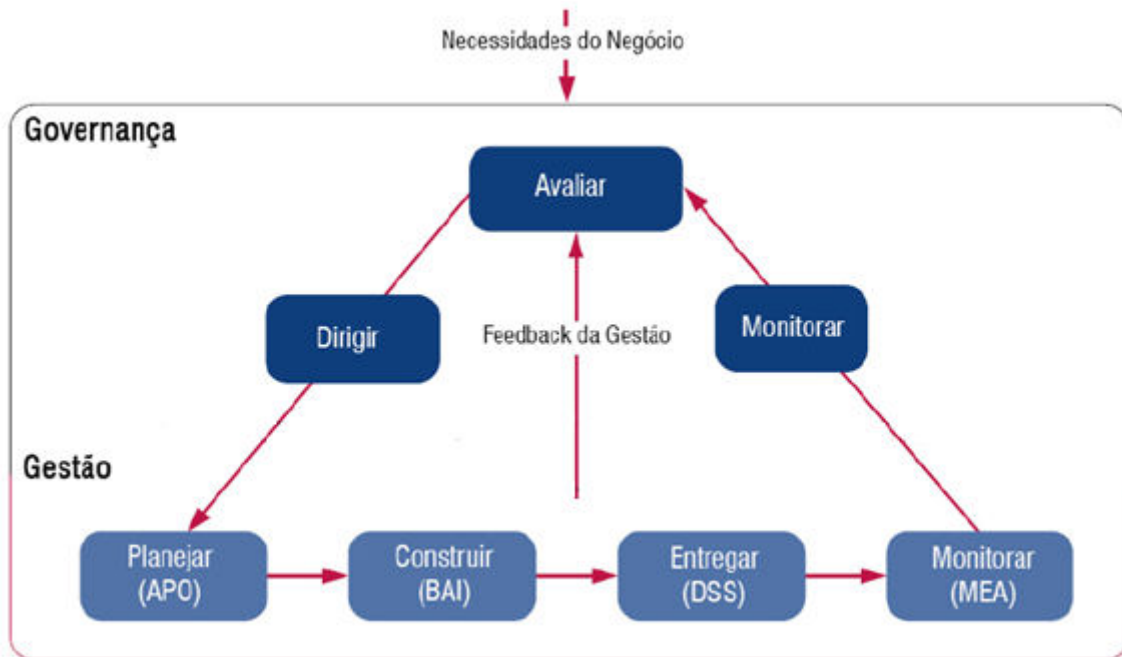 Necessidades do Negócio
Governança
Avaliar
Dirigir
Feedback da Gestão
Monitorar
Gestão
Planejar
(APO)
Construir
(BAI)
Entregar
(DSS)
Monitorar
(MEA)